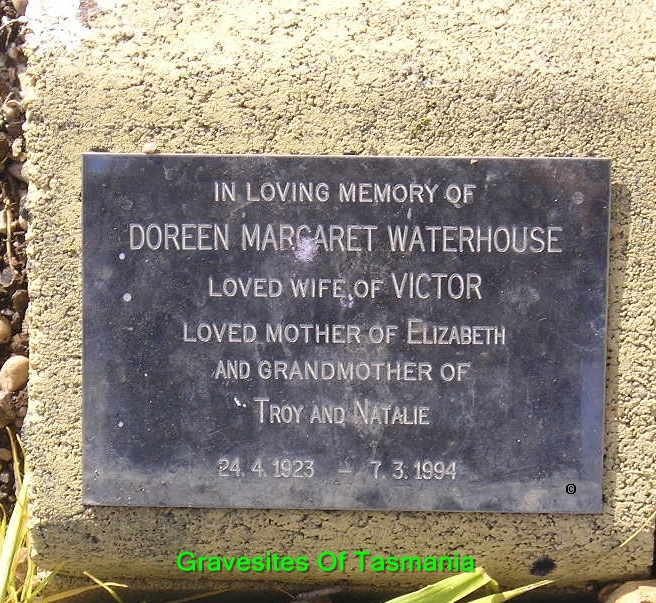 IN LOVING MEMORY OF
DOREEN MARGARET WATERHOUSE
LOVED WIFE OF VICTOR
LOVED MOTHER OF ELIZABETH
AND GRANDMOTHER OF
TROY AND NATALIE
24. 4. 1923 – 7. 3. 1994
©
Gravesites Of Tasmania